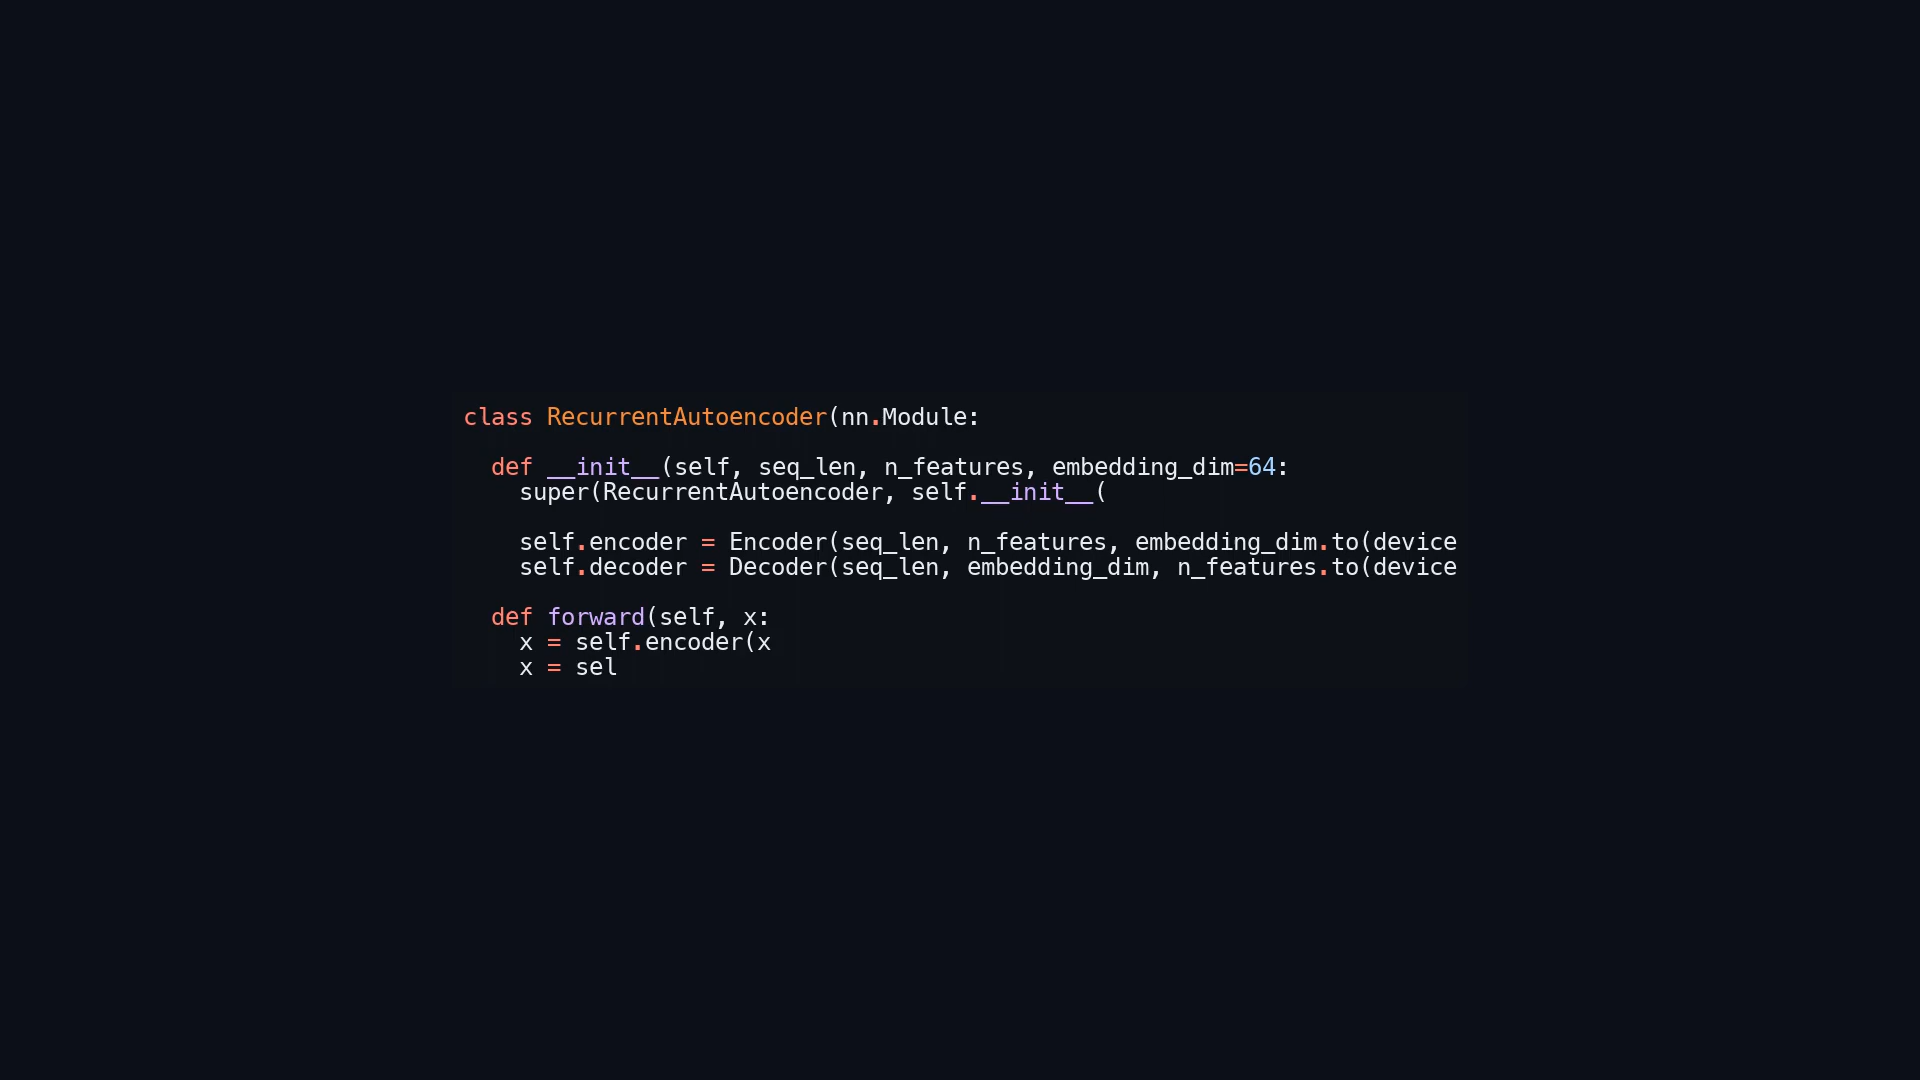 class RecurrentAutoencoder(nn.Module:
def __init__(self, seq_len, n_features, embedding_dim=64:
super(RecurrentAutoencoder, self.__init__(
self.encoder = Encoder(seq_len, n_features, embedding_dim.to(device
self.decoder = Decoder(seq_len, embedding_dim, n_features.to(device
def forward(self, x:
x = self.encoder(x
x = sel